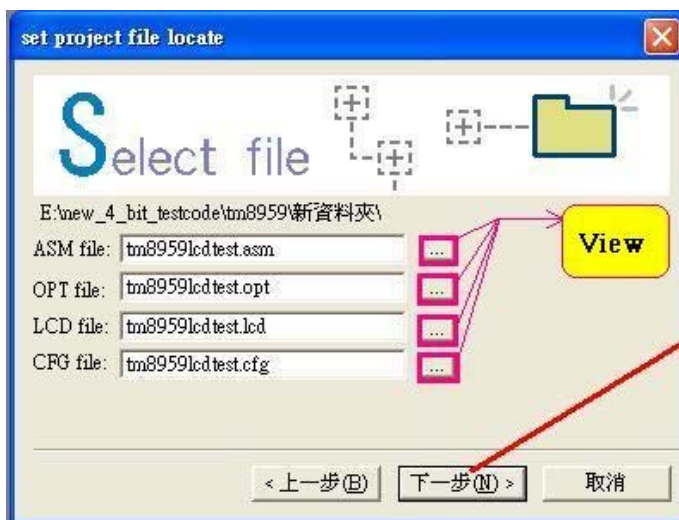 set project file locate
Select file
E:\new_4_bit_testcode\tm8959\新資料夾\
ASM file: tm8959lcdtest.asm ...
View
OPT file: tm8959lcdtest.opt ...
LCD file: tm8959lcdtest.lcd ...
CFG file: tm8959lcdtest.cfg ...
< 上一步(B) 下一步(N) > 取消